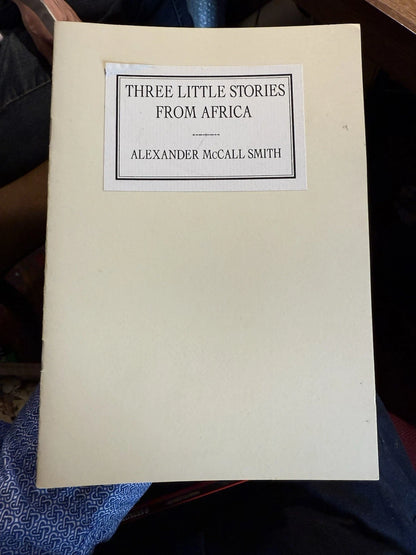 THREE LITTLE STORIES
FROM AFRICA
ALEXANDER McCALL SMITH